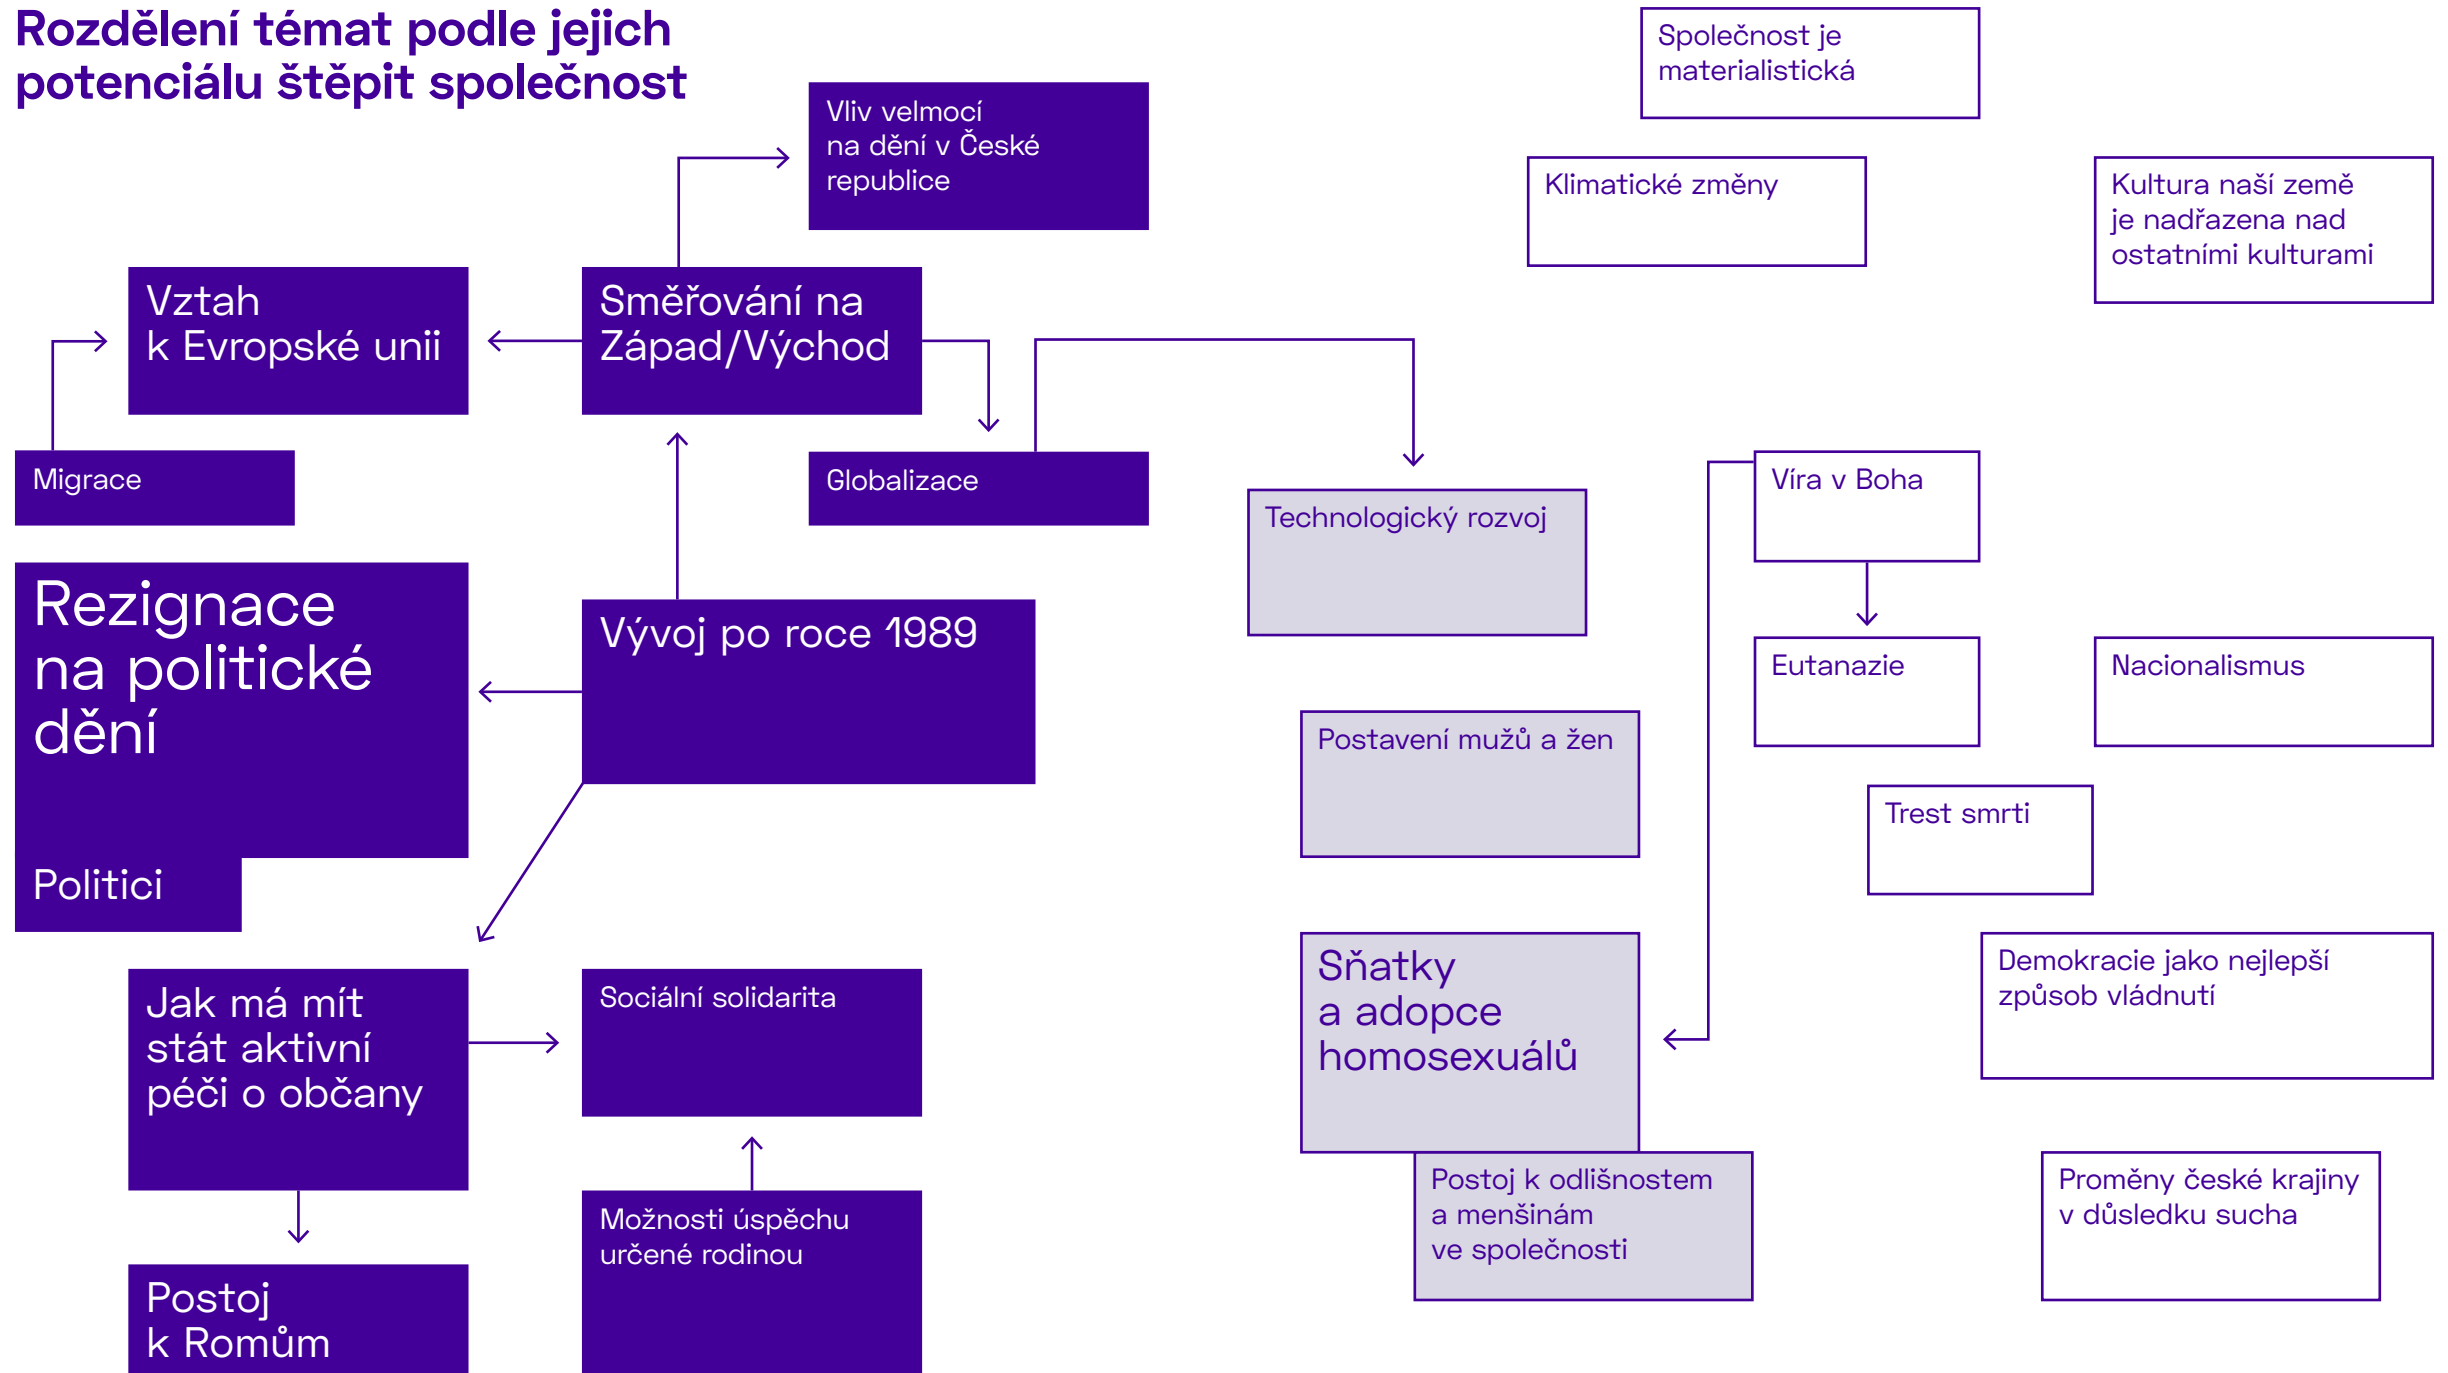 Rozdělení témat podle jejich
potenciálu štěpit společnost
Společnost je
materialistická
Vliv velmocí
na dění v České
republice
Klimatické změny
Kultura naší země
je nadřazena nad
ostatními kulturami
Vztah
k Evropské unii
Směřování na
Západ/Východ
Migrace
Globalizace
Technologický rozvoj
Víra v Boha
Rezignace
na politické
dění
Vývoj po roce 1989
Eutanazie
Nacionalismus
Postavení mužů a žen
Trest smrti
Politici
Jak má mít
stát aktivní
péči o občany
Sociální solidarita
Sňatky
a adopce
homosexuálů
Demokracie jako nejlepší
způsob vládnutí
Možnosti úspěchu
určené rodinou
Postoj k odlišnostem
a menšinám
ve společnosti
Proměny české krajiny
v důsledku sucha
Postoj
k Romům